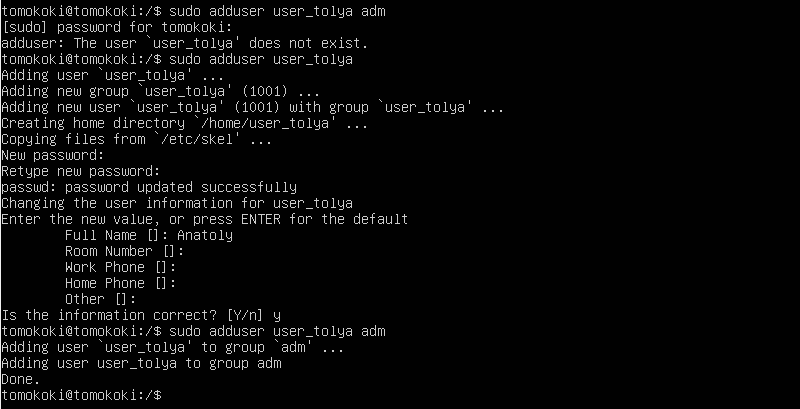 tomokoki@tomokoki:/$ sudo adduser user_tolya adm
[sudo] password for tomokoki:
adduser: The user `user_tolya' does not exist.
tomokoki@tomokoki:/$ sudo adduser user_tolya
Adding user `user_tolya' ...
Adding new group `user_tolya' (1001) ...
Adding new user `user_tolya' (1001) with group `user_tolya' ...
Creating home directory `/home/user_tolya' ...
Copying files from `/etc/skel' ...
New password:
Retype new password:
passwd: password updated successfully
Changing the user information for user_tolya
Enter the new value, or press ENTER for the default
        Full Name []: Anatoly
        Room Number []:
        Work Phone []:
        Home Phone []:
        Other []:
Is the information correct? [Y/n] y
tomokoki@tomokoki:/$ sudo adduser user_tolya adm
Adding user `user_tolya' to group `adm' ...
Adding user user_tolya to group adm
Done.
tomokoki@tomokoki:/$